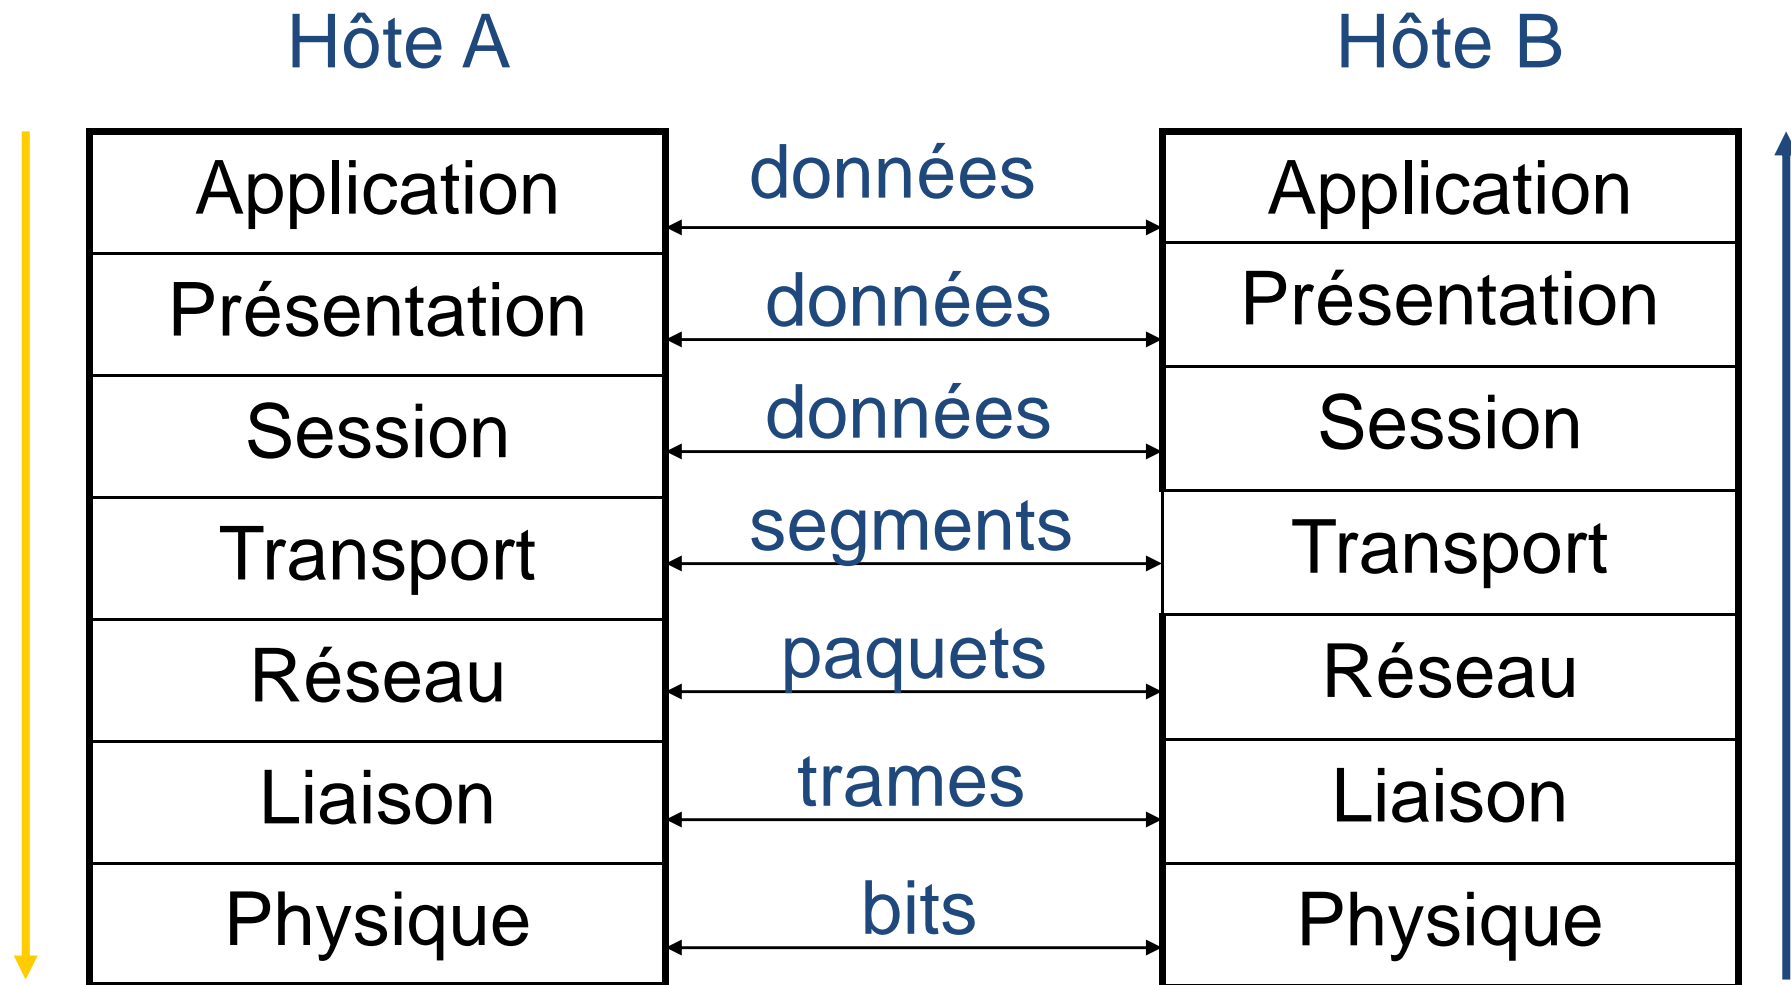 Hôte A
Hôte B
Application
données
Application
Présentation
données
Présentation
Session
données
Session
Transport
segments
Transport
Réseau
paquets
Réseau
Liaison
trames
Liaison
Physique
bits
Physique